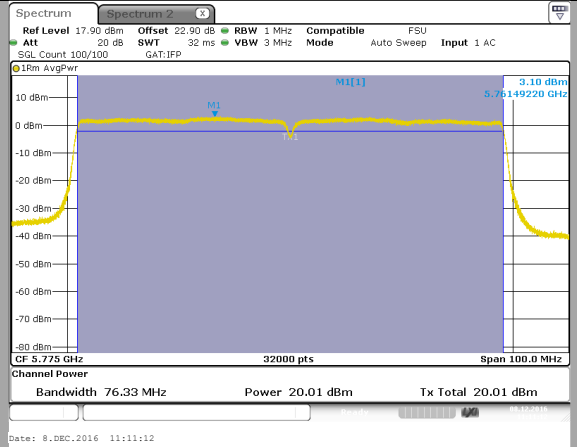 Spectrum Spectrum 2 X
Ref Level 17.90 dBm Offset 22.90 dB RBW 1 MHz Compatible FSU
Att 20 dB SWT 32 ms VBW 3 MHz Mode Auto Sweep Input 1 AC
SGL Count 100/100 GAT:IFP
1Rm AvgPwr
M1[1] 3.10 dBm
5.76149220 GHz
10 dBm
M1
0 dBm
TX1
-10 dBm
-20 dBm
-30 dBm
-40 dBm
-50 dBm
-60 dBm
-70 dBm
-80 dBm
CF 5.775 GHz 32000 pts Span 100.0 MHz
Channel Power
Bandwidth 76.33 MHz Power 20.01 dBm Tx Total 20.01 dBm
Ready 08.12.2016
Date: 8.DEC.2016 11:11:12